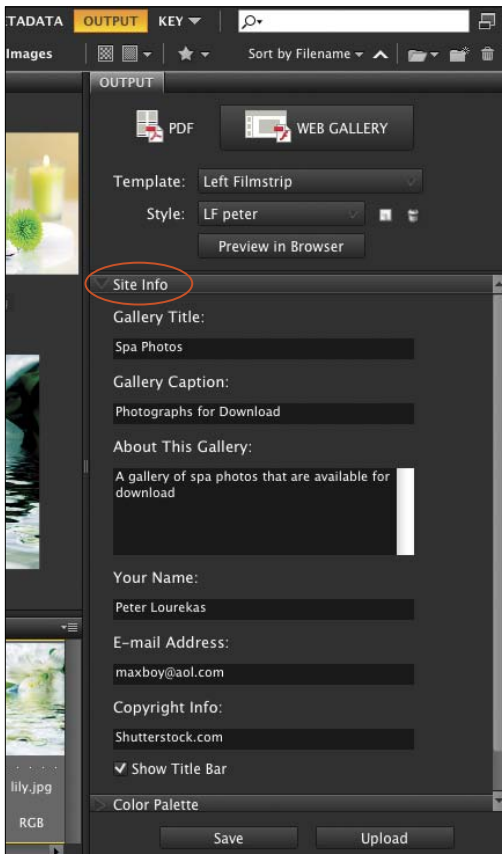 ETADATA OUTPUT KEY
Images Sort by Filename
OUTPUT
PDF WEB GALLERY
Template: Left Filmstrip
Style: LF peter
Preview in Browser
Site Info
Gallery Title:
Spa Photos
Gallery Caption:
Photographs for Download
About This Gallery:
A gallery of spa photos that are available for
download
Your Name:
Peter Lourekas
E-mail Address:
maxboy@aol.com
Copyright Info:
Shutterstock.com
Show Title Bar
lily.jpg
Color Palette
RGB
Save Upload